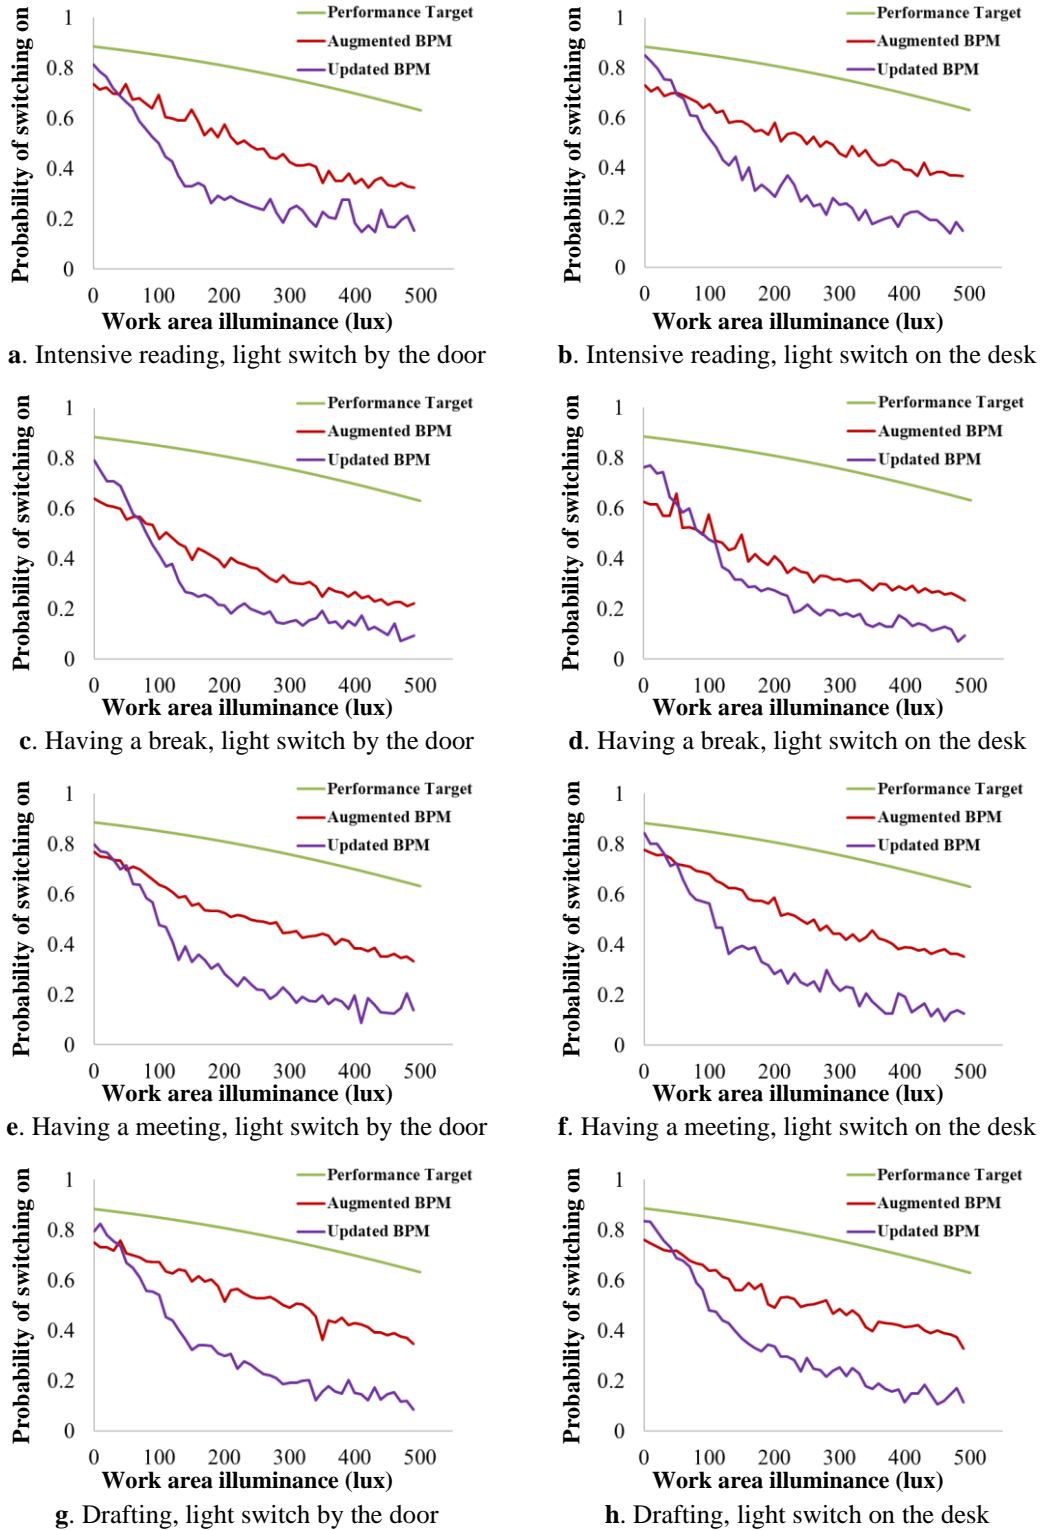 Probability of switching on
1
0.8
0.6
0.4
0.2
0
0 100 200 300 400 500
Work area illuminance (lux)
Performance Target
Augmented BPM
Updated BPM
a. Intensive reading, light switch by the door
Probability of switching on
1
0.8
0.6
0.4
0.2
0
0 100 200 300 400 500
Work area illuminance (lux)
Performance Target
Augmented BPM
Updated BPM
b. Intensive reading, light switch on the desk
Probability of switching on
1
0.8
0.6
0.4
0.2
0
0 100 200 300 400 500
Work area illuminance (lux)
Performance Target
Augmented BPM
Updated BPM
c. Having a break, light switch by the door
Probability of switching on
1
0.8
0.6
0.4
0.2
0
0 100 200 300 400 500
Work area illuminance (lux)
Performance Target
Augmented BPM
Updated BPM
d. Having a break, light switch on the desk
Probability of switching on
1
0.8
0.6
0.4
0.2
0
0 100 200 300 400 500
Work area illuminance (lux)
Performance Target
Augmented BPM
Updated BPM
e. Having a meeting, light switch by the door
Probability of switching on
1
0.8
0.6
0.4
0.2
0
0 100 200 300 400 500
Work area illuminance (lux)
Performance Target
Augmented BPM
Updated BPM
f. Having a meeting, light switch on the desk
Probability of switching on
1
0.8
0.6
0.4
0.2
0
0 100 200 300 400 500
Work area illuminance (lux)
Performance Target
Augmented BPM
Updated BPM
g. Drafting, light switch by the door
Probability of switching on
1
0.8
0.6
0.4
0.2
0
0 100 200 300 400 500
Work area illuminance (lux)
Performance Target
Augmented BPM
Updated BPM
h. Drafting, light switch on the desk